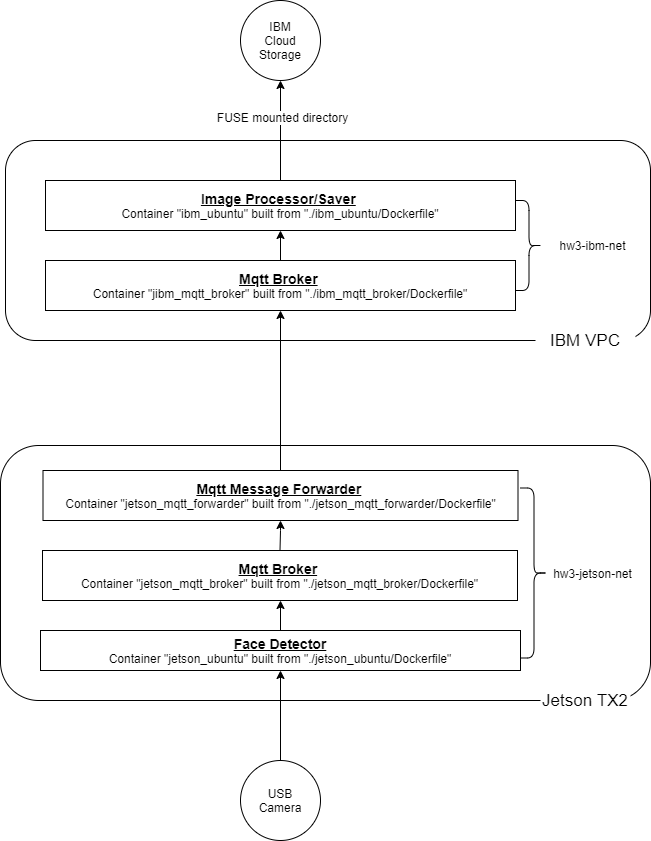 IBM
Cloud
Storage
FUSE mounted directory
Image Processor/Saver
Container "ibm_ubuntu" built from "./ibm_ubuntu/Dockerfile"
hw3-ibm-net
Mqtt Broker
Container "jibm_mqtt_broker" built from "./ibm_mqtt_broker/Dockerfile"
IBM VPC
Mqtt Message Forwarder
Container "jetson_mqtt_forwarder" built from "./jetson_mqtt_forwarder/Dockerfile"
Mqtt Broker
Container "jetson_mqtt_broker" built from "./jetson_mqtt_broker/Dockerfile"
hw3-jetson-net
Face Detector
Container "jetson_ubuntu" built from "./jetson_ubuntu/Dockerfile"
Jetson TX2
USB
Camera